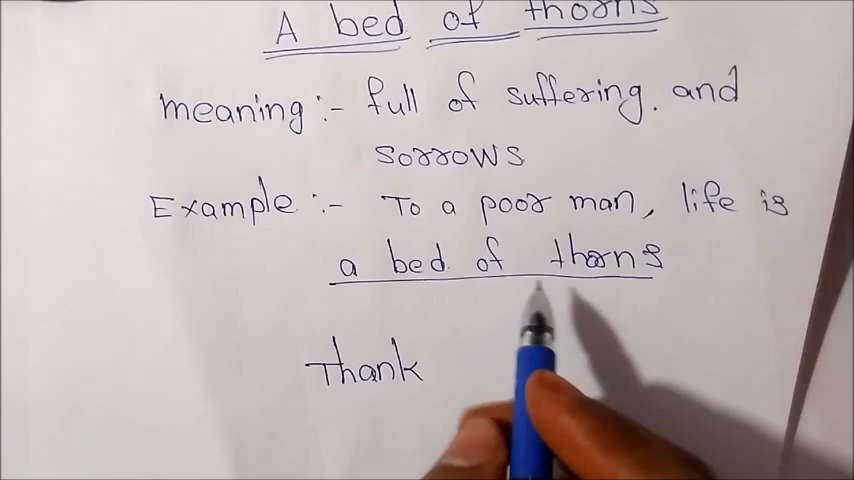 A bed of thorns
meaning :- full of suffering. and
sorrows
Example :- To a poor man, life is
a bed of thorns
Thank